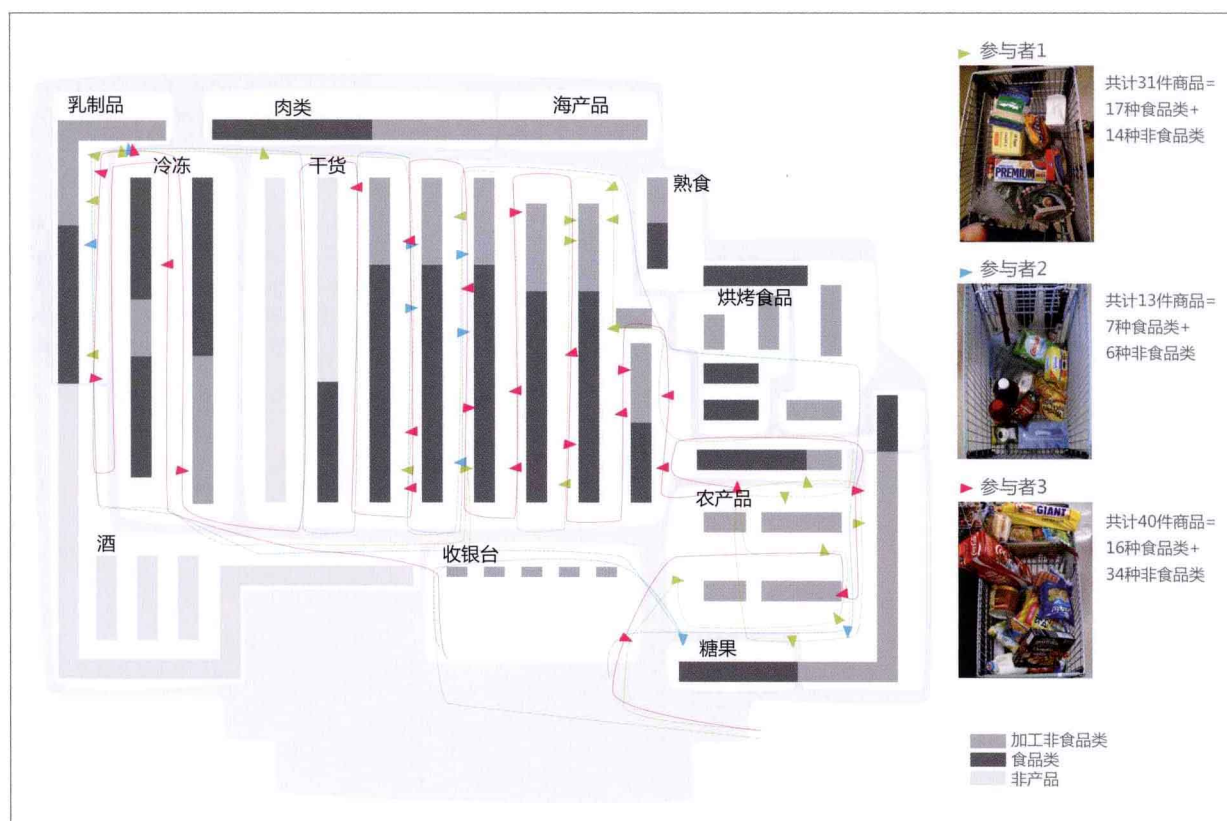 乳制品
肉类
海产品
冷冻
干货
熟食
烘烤食品
农产品
酒
收银台
糖果
参与者1
共计31件商品=
17种食品类+
14种非食品类
PREMIUM
参与者2
共计13件商品=
7种食品类+
6种非食品类
参与者3
GIANT
共计40件商品=
16种食品类+
34种非食品类
加工非食品类
食品类
非产品